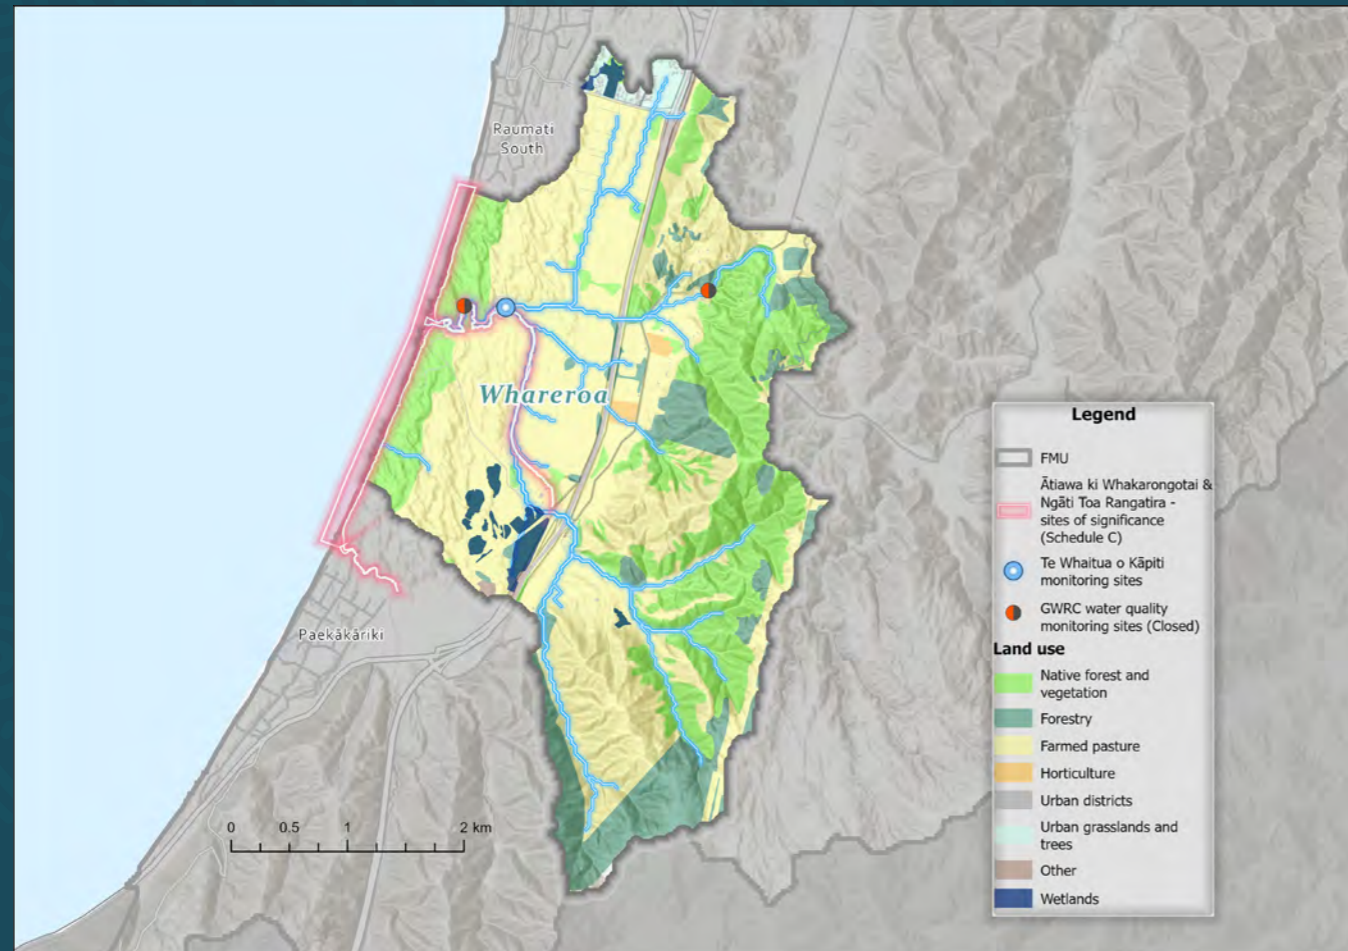 Raumati
South
Whareroa
Paekākāriki
0 0.5 1 2 km
Legend
FMU
Ātiawa ki Whakarongotai &
Ngāti Toa Rangatira -
sites of significance
(Schedule C)
Te Whaitua o Kāpiti
monitoring sites
GWRC water quality
monitoring sites (Closed)
Land use
Native forest and
vegetation
Forestry
Farmed pasture
Horticulture
Urban districts
Urban grasslands and
trees
Other
Wetlands